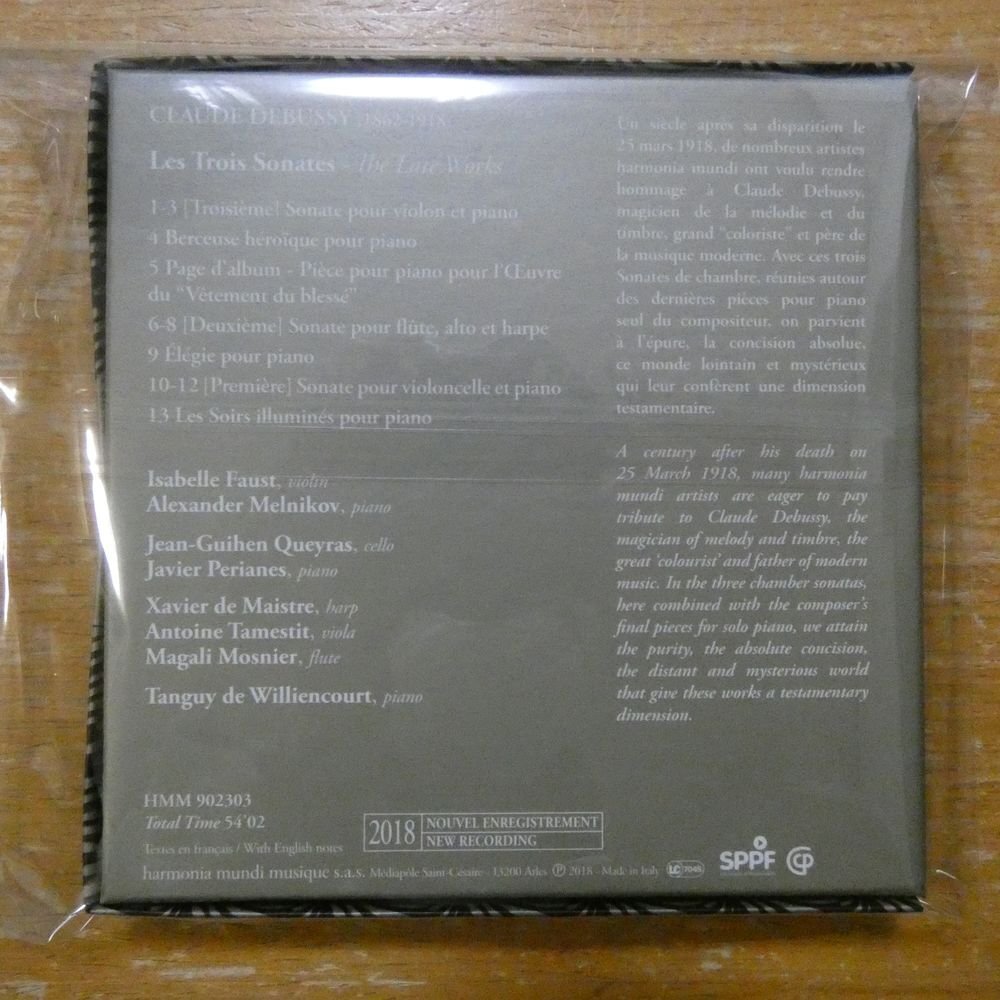 CLAUDE DEBUSSY (1862-1918)
Les Trois Sonates - The Late Works
1-3 [Troisième] Sonate pour violon et piano
4 Berceuse héroïque pour piano
5 Page d'album - Pièce pour piano pour l'Œuvre
du "Vêtement du blessé"
6-8 [Deuxième] Sonate pour flûte, alto et harpe
9 Élégie pour piano
10-12 [Première] Sonate pour violoncelle et piano
13 Les Soirs illuminés pour piano
Isabelle Faust, violin
Alexander Melnikov, piano
Jean-Guihen Queyras, cello
Javier Perianes, piano
Xavier de Maistre, harp
Antoine Tamestit, viola
Magali Mosnier, flute
Tanguy de Williencourt, piano
Un siècle après sa disparition le
25 mars 1918, de nombreux artistes
harmonia mundi ont voulu rendre
hommage à Claude Debussy,
magicien de la mélodie et du
timbre, grand "coloriste" et père de
la musique moderne. Avec ces trois
Sonates de chambre, réunies autour
des dernières pièces pour piano
seul du compositeur, on parvient
à l'épure, la concision absolue,
ce monde lointain et mystérieux
qui leur confèrent une dimension
testamentaire.
A century after his death on
25 March 1918, many harmonia
mundi artists are eager to pay
tribute to Claude Debussy, the
magician of melody and timbre, the
great 'colourist' and father of modern
music. In the three chamber sonatas,
here combined with the composer's
final pieces for solo piano, we attain
the purity, the absolute concision,
the distant and mysterious world
that give these works a testamentary
dimension.
HMM 902303
Total Time 54'02
Textes en français / With English notes
harmonia mundi musique s.a.s. Médiapôle Saint-Césaire - 13200 Arles ℗ 2018 - Made in Italy
LC 7045
2018 NOUVEL ENREGISTREMENT
NEW RECORDING
SPPF